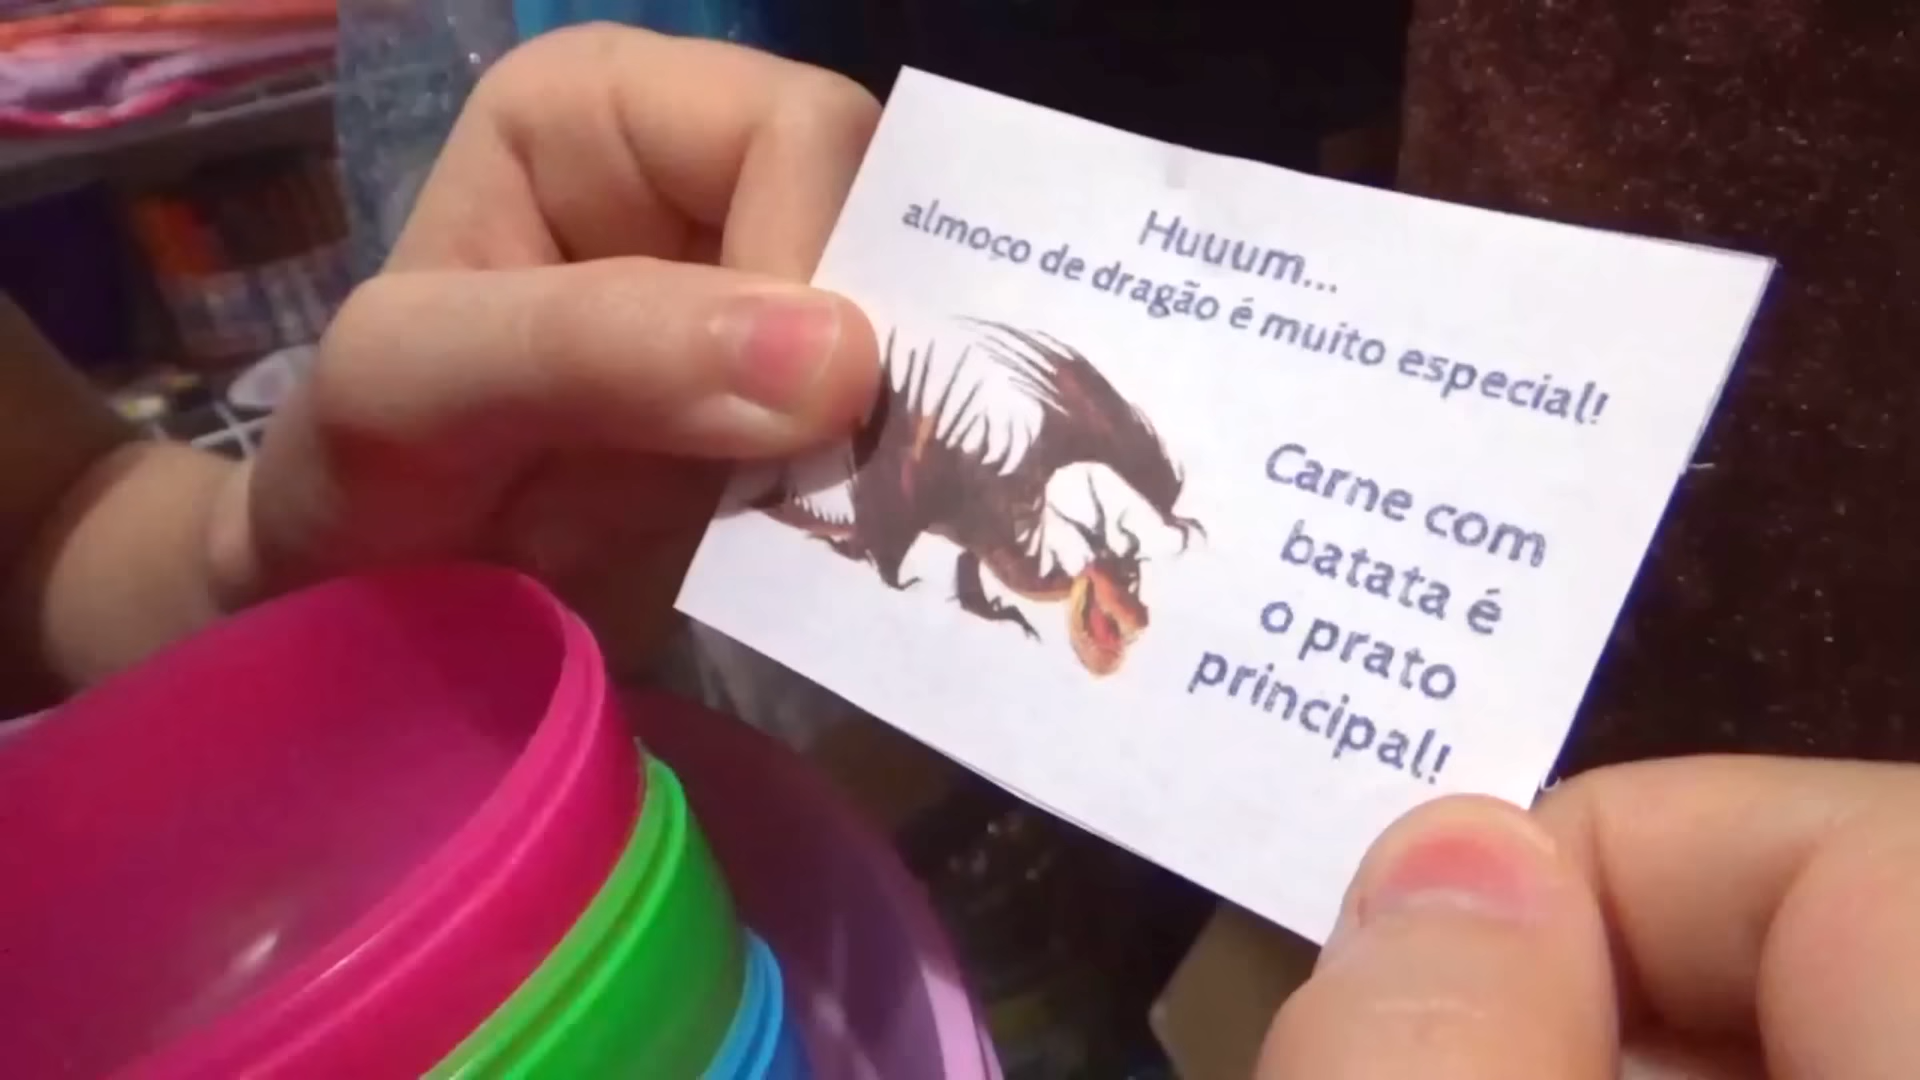 Huuum...
almoço de dragão é muito especial!
Carne com
batata é
o prato
principal!